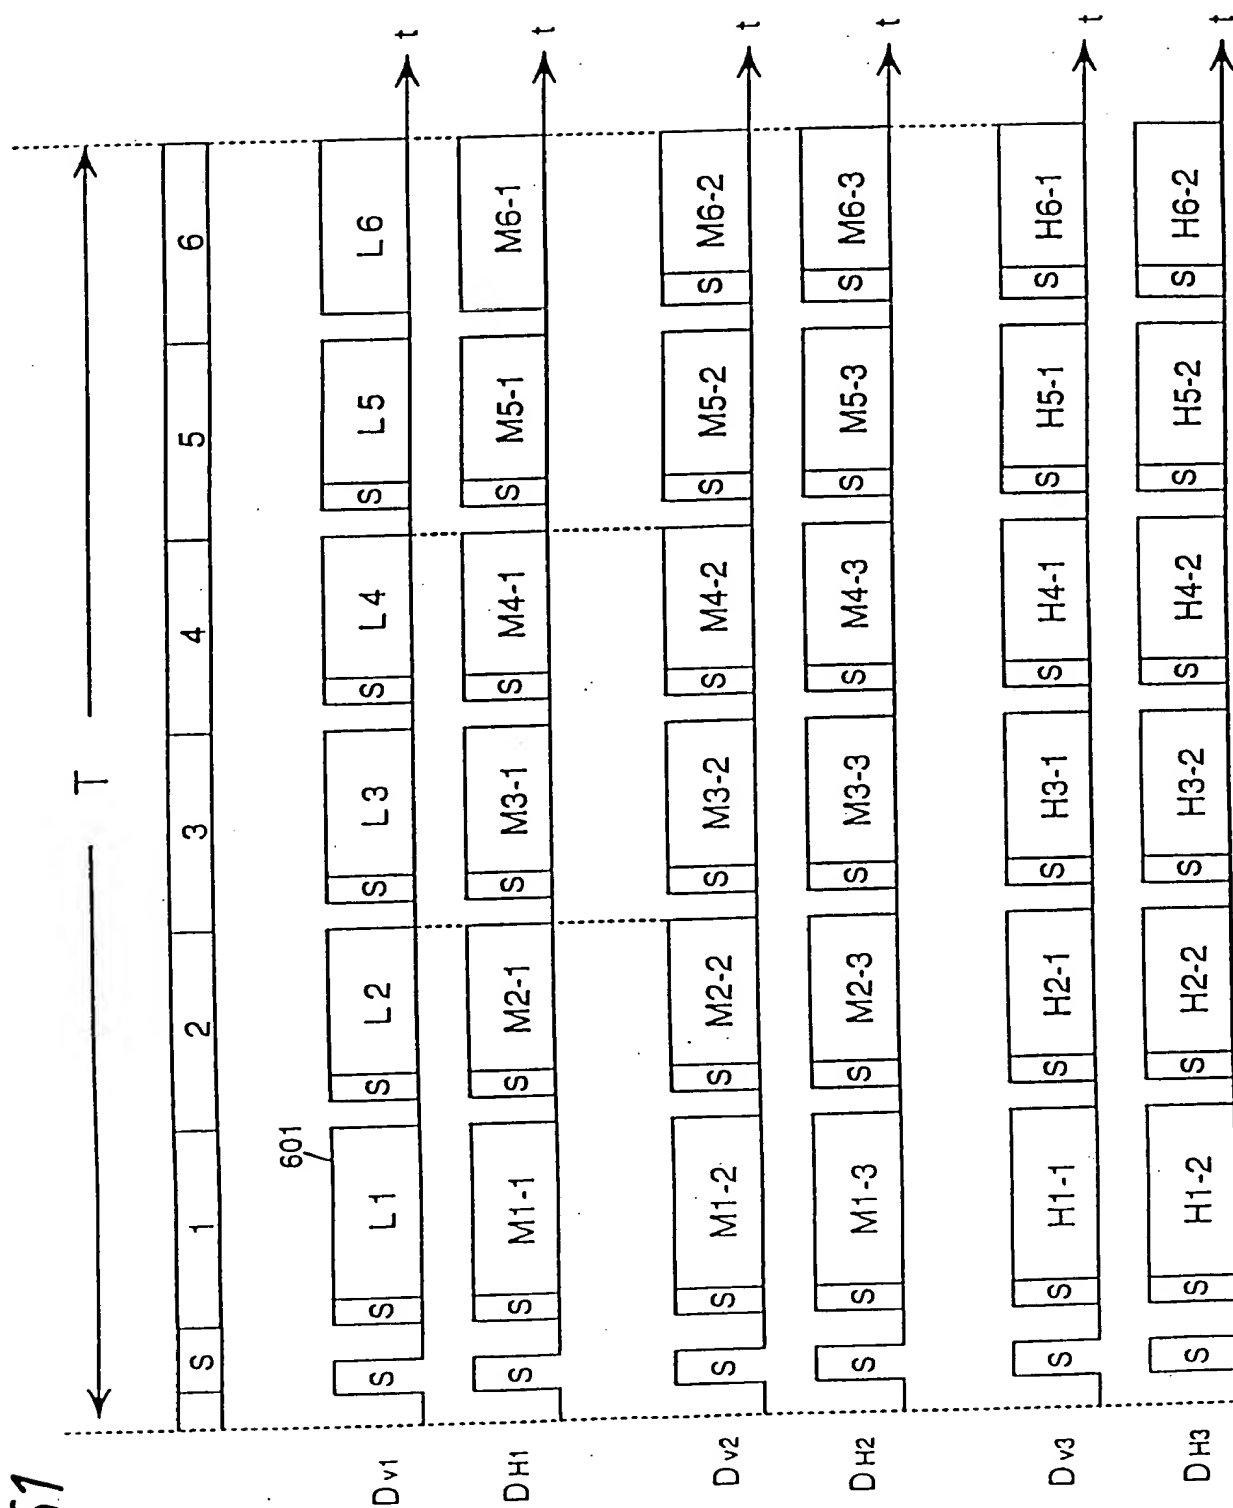 51
T
S 1 2 3 4 5 6
601
Dv1 S S L1 S L2 S L3 S L4 S L5 L6 t
DH1 S S M1-1 S M2-1 S M3-1 S M4-1 S M5-1 M6-1 t
Dv2 S S M1-2 S M2-2 S M3-2 S M4-2 S M5-2 S M6-2 t
DH2 S S M1-3 S M2-3 S M3-3 S M4-3 S M5-3 S M6-3 t
Dv3 S S H1-1 S H2-1 S H3-1 S H4-1 S H5-1 S H6-1 t
DH3 S S H1-2 S H2-2 S H3-2 S H4-2 S H5-2 S H6-2 t